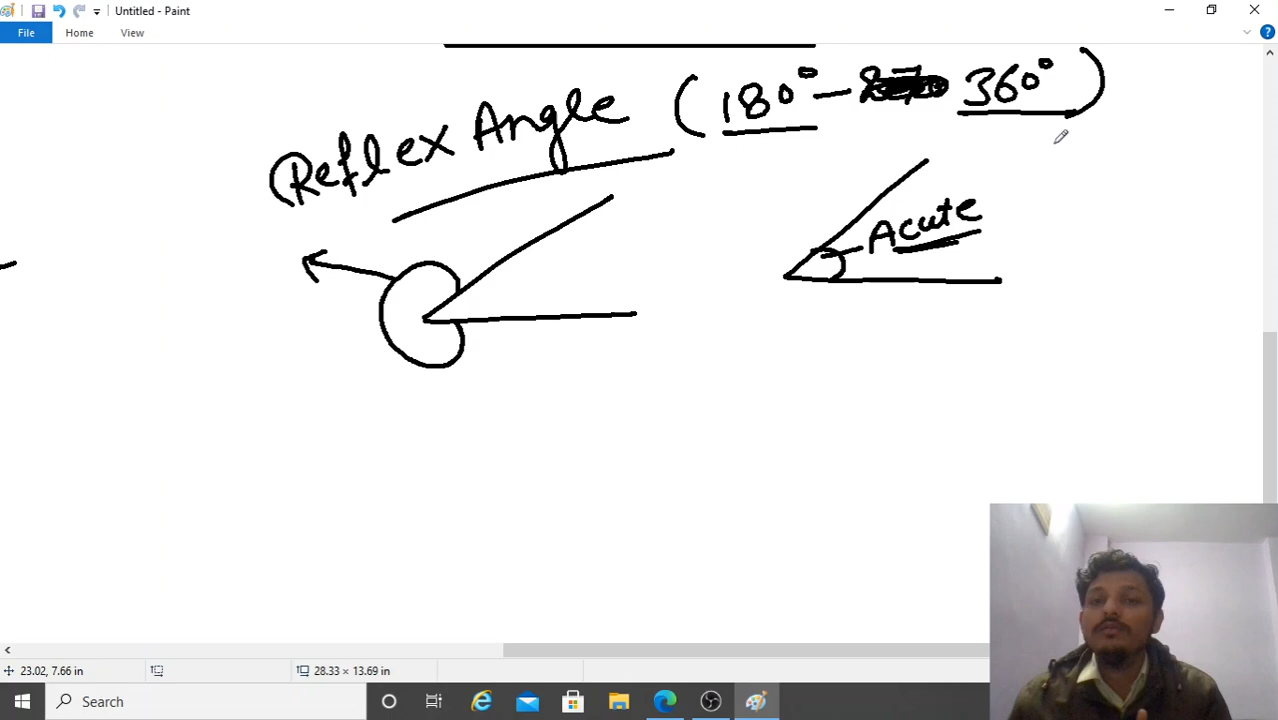 Untitled - Paint
File Home View
Reflex Angle (180° - 360°)
Acute
23.02, 7.66 in 28.33 × 13.69 in
Search